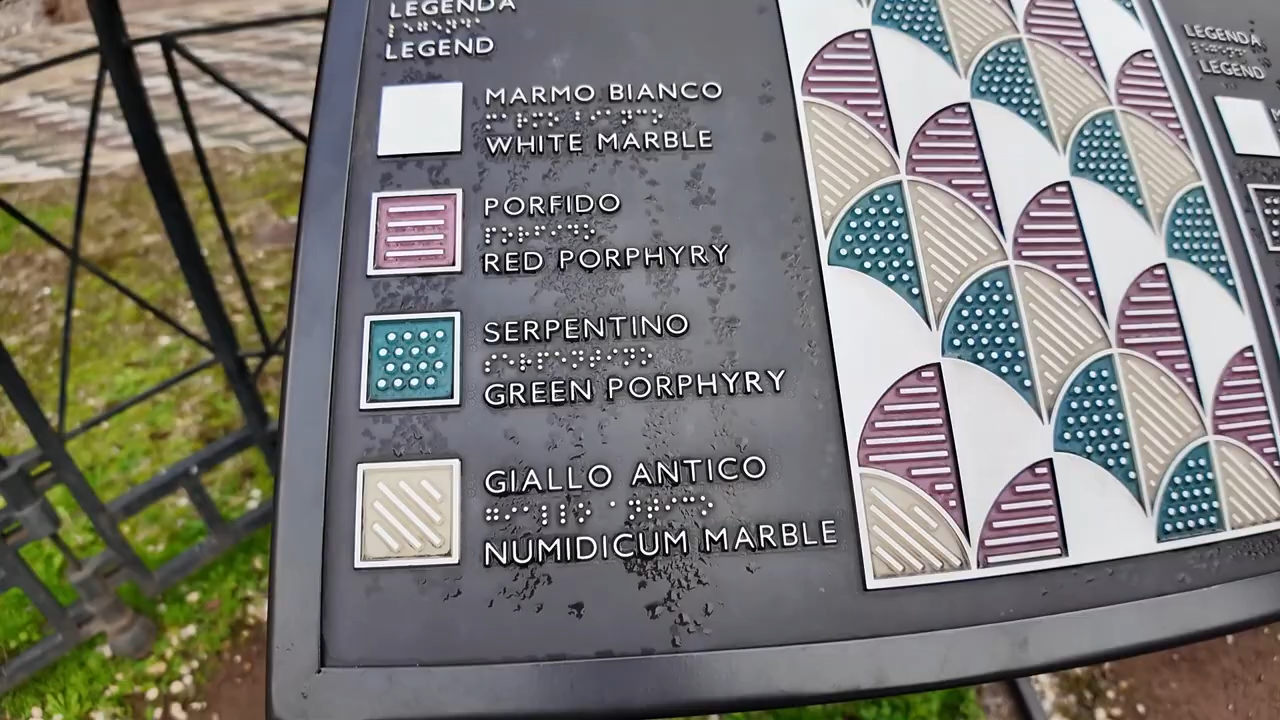 LEGENDA
LEGEND
MARMO BIANCO
WHITE MARBLE
PORFIDO
RED PORPHYRY
SERPENTINO
GREEN PORPHYRY
GIALLO ANTICO
NUMIDICUM MARBLE
LEGENDA
LEGEND